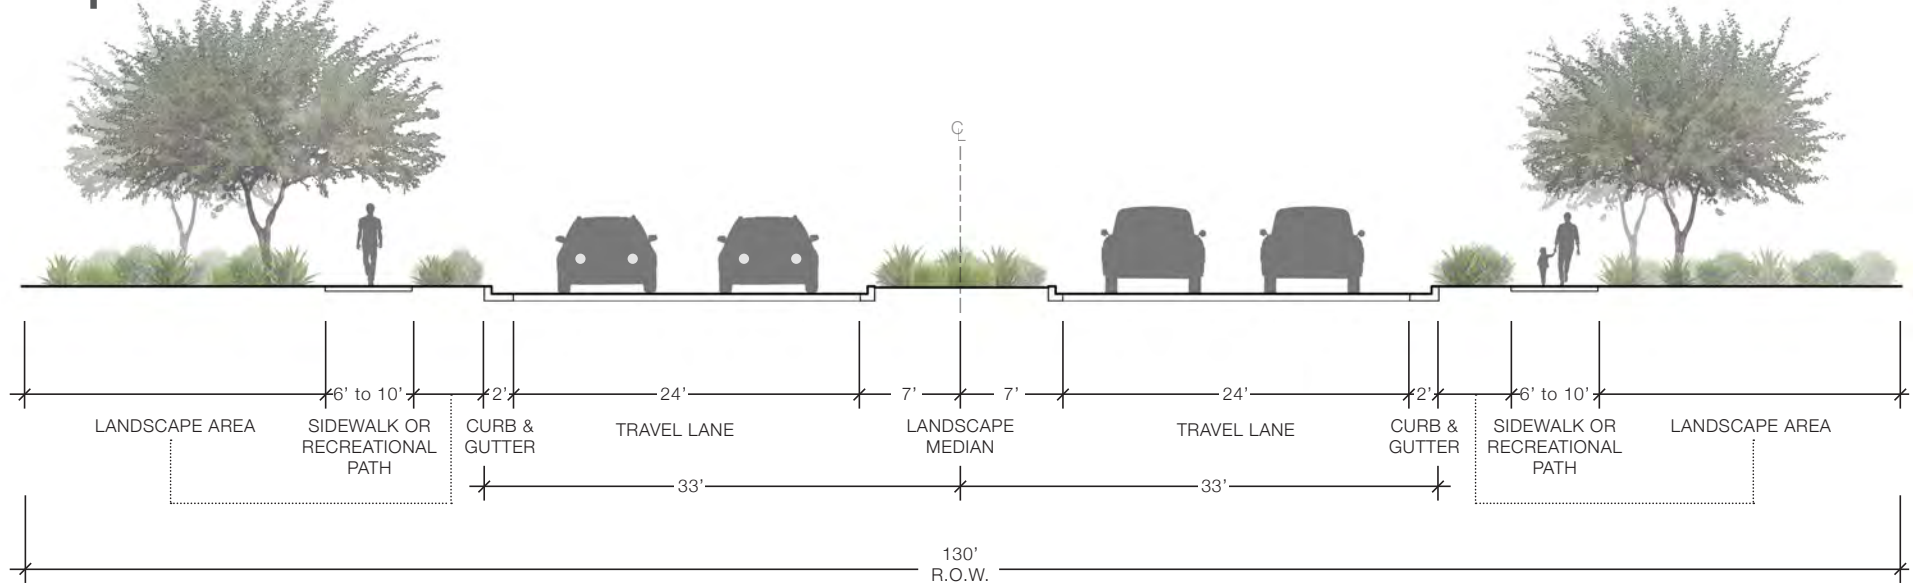 ℄
6’ to 10’ 2’ 24’ 7’ 7’ 24’ 2’ 6’ to 10’
LANDSCAPE AREA
SIDEWALK OR
RECREATIONAL
PATH
CURB &
GUTTER
TRAVEL LANE
LANDSCAPE
MEDIAN
TRAVEL LANE
CURB &
GUTTER
SIDEWALK OR
RECREATIONAL
PATH
LANDSCAPE AREA
33’ 33’
130’
R.O.W.